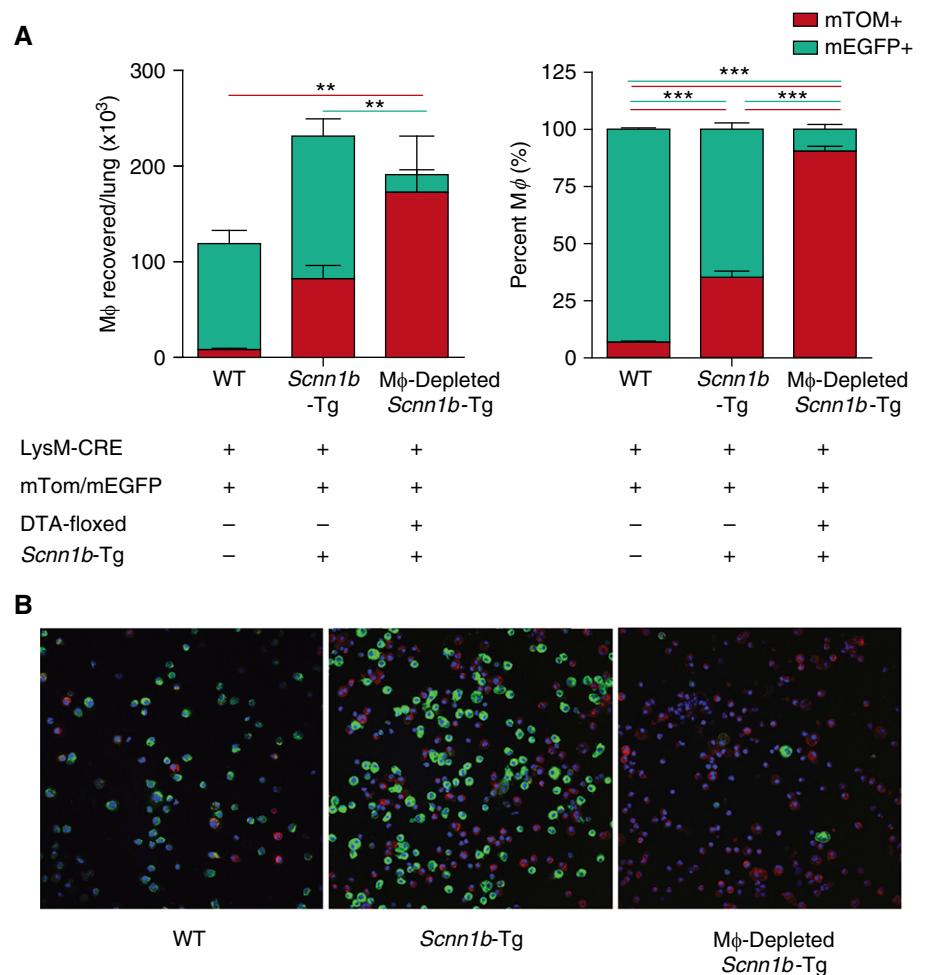 A
mTOM+
mEGFP+
Mϕ recovered/lung (x10³)
300
200
100
0
**
**
WT
Scnn1b
-Tg
Mϕ-Depleted
Scnn1b-Tg
Percent Mϕ (%)
125
100
75
50
25
0
***
***
***
WT
Scnn1b
-Tg
Mϕ-Depleted
Scnn1b-Tg
LysM-CRE + + + + + +
mTom/mEGFP + + + + + +
DTA-floxed – – + – – +
Scnn1b-Tg – + + – + +
B
WT
Scnn1b-Tg
Mϕ-Depleted
Scnn1b-Tg